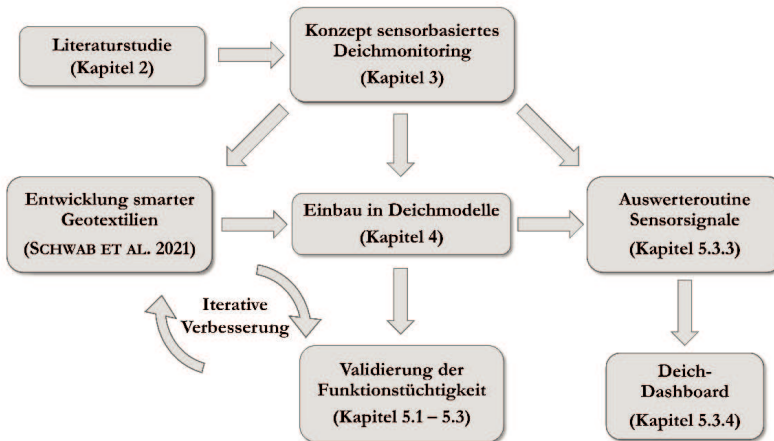 Literaturstudie
(Kapitel 2)
Konzept sensorbasiertes
Deichmonitoring
(Kapitel 3)
Entwicklung smarter
Geotextilien
(SCHWAB ET AL. 2021)
Einbau in Deichmodelle
(Kapitel 4)
Auswerteroutine
Sensorsignale
(Kapitel 5.3.3)
Iterative
Verbesserung
Validierung der
Funktionstüchtigkeit
(Kapitel 5.1 – 5.3)
Deich-
Dashboard
(Kapitel 5.3.4)